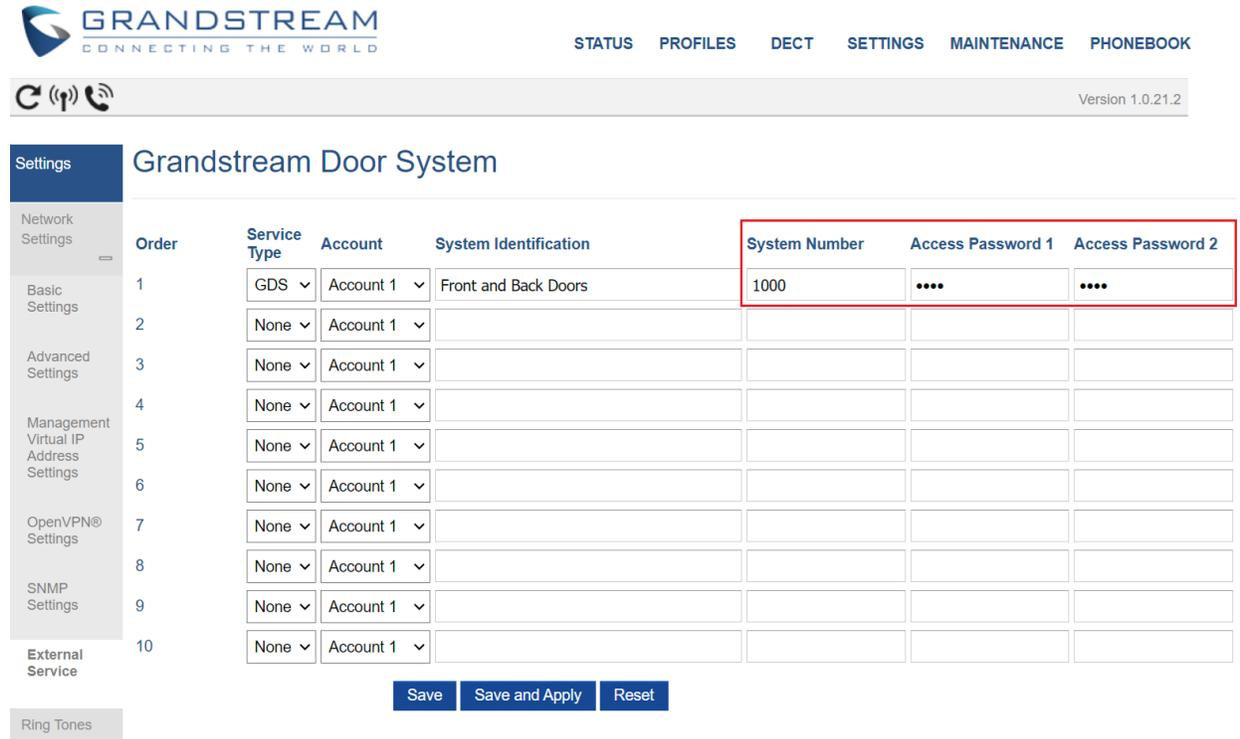 GRANDSTREAM
CONNECTING THE WORLD
STATUS PROFILES DECT SETTINGS MAINTENANCE PHONEBOOK
Version 1.0.21.2
Settings
Network
Settings
Basic
Settings
Advanced
Settings
Management
Virtual IP
Address
Settings
OpenVPN®
Settings
SNMP
Settings
External
Service
Ring Tones
Grandstream Door System
Order Service Type Account System Identification System Number Access Password 1 Access Password 2
1 GDS Account 1 Front and Back Doors 1000 •••• ••••
2 None Account 1
3 None Account 1
4 None Account 1
5 None Account 1
6 None Account 1
7 None Account 1
8 None Account 1
9 None Account 1
10 None Account 1
Save Save and Apply Reset